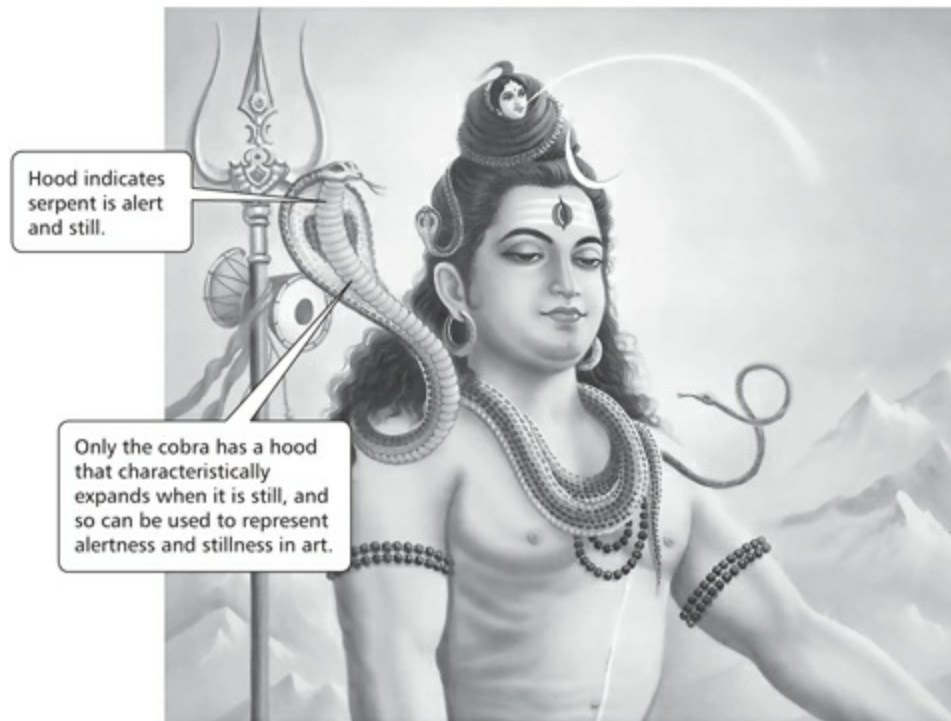 Hood indicates
serpent is alert
and still.
Only the cobra has a hood
that characteristically
expands when it is still, and
so can be used to represent
alertness and stillness in art.